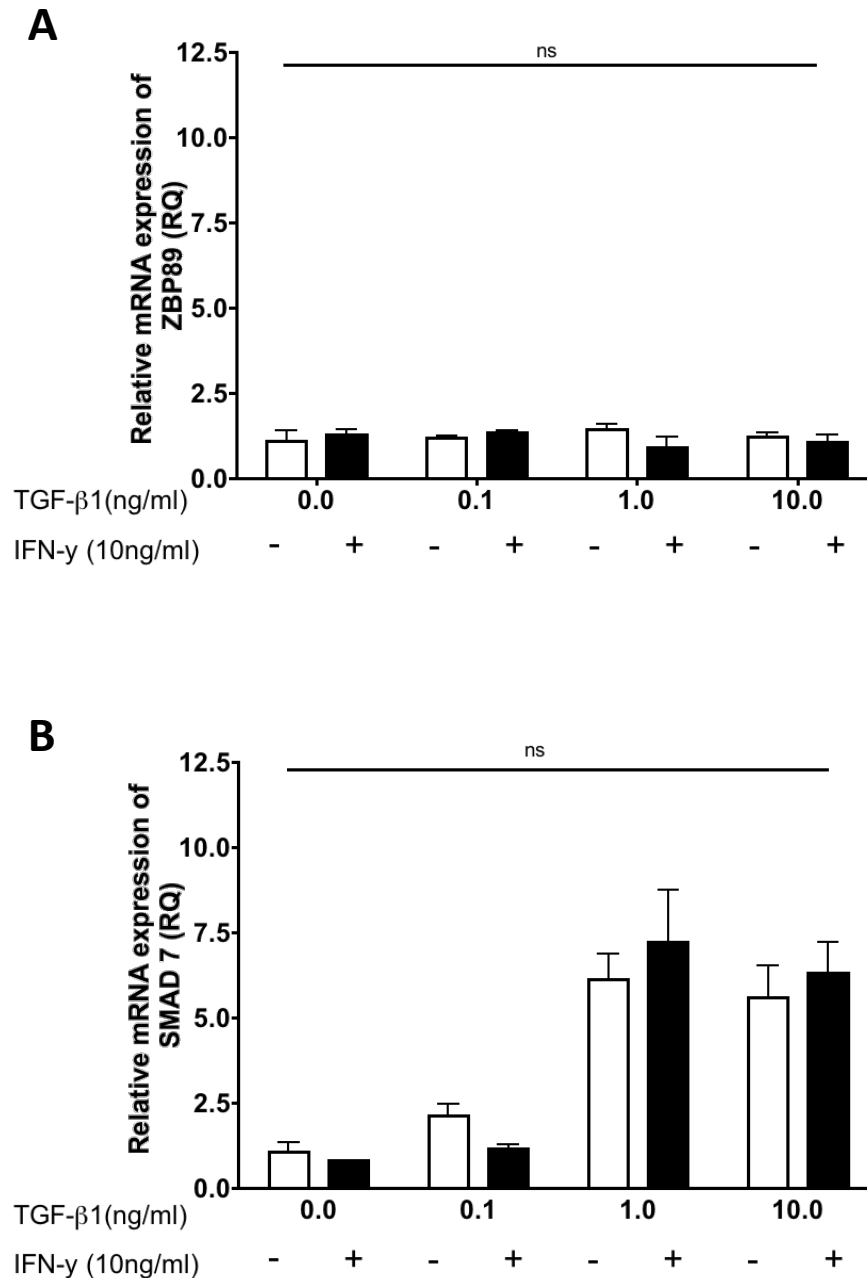 A
ns
12.5
10.0
7.5
5.0
2.5
0.0
Relative mRNA expression of
ZBP89 (RQ)
TGF-β1(ng/ml) 0.0 0.1 1.0 10.0
IFN-y (10ng/ml) - + - + - + - +
B
ns
12.5
10.0
7.5
5.0
2.5
0.0
Relative mRNA expression of
SMAD 7 (RQ)
TGF-β1(ng/ml) 0.0 0.1 1.0 10.0
IFN-y (10ng/ml) - + - + - + - +